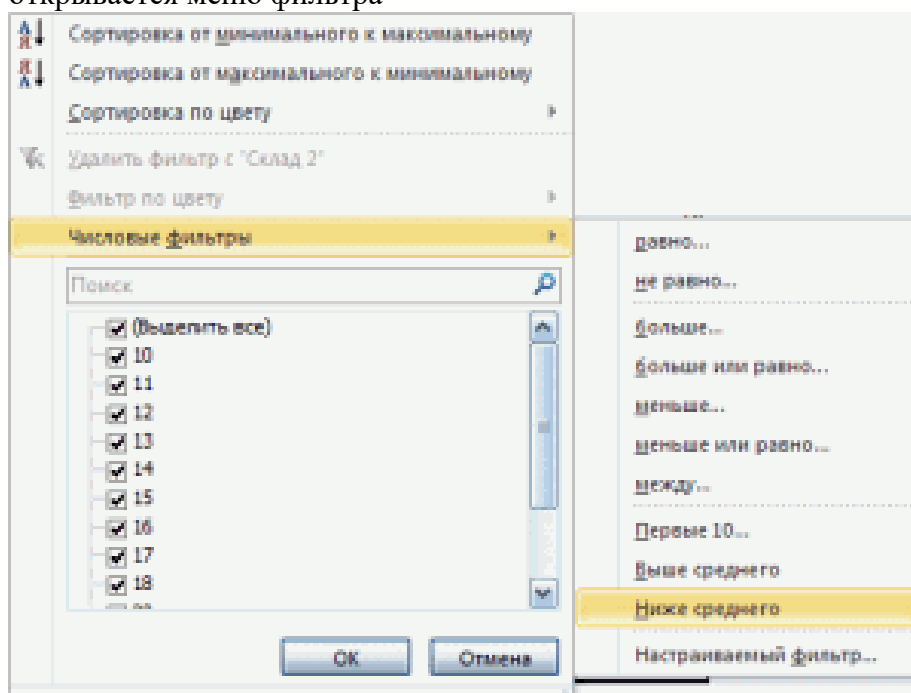 открывается меню фильтра
Сортировка от минимального к максимальному
Сортировка от максимального к минимальному
Сортировка по цвету
Удалить фильтр с "Склад 2"
Фильтр по цвету
Числовые фильтры
Поиск
(Выделить все)
10
11
12
13
14
15
16
17
18
ОК
Отмена
равно...
не равно...
больше...
больше или равно...
меньше...
меньше или равно...
между...
Первые 10...
Выше среднего
Ниже среднего
Настраиваемый фильтр...